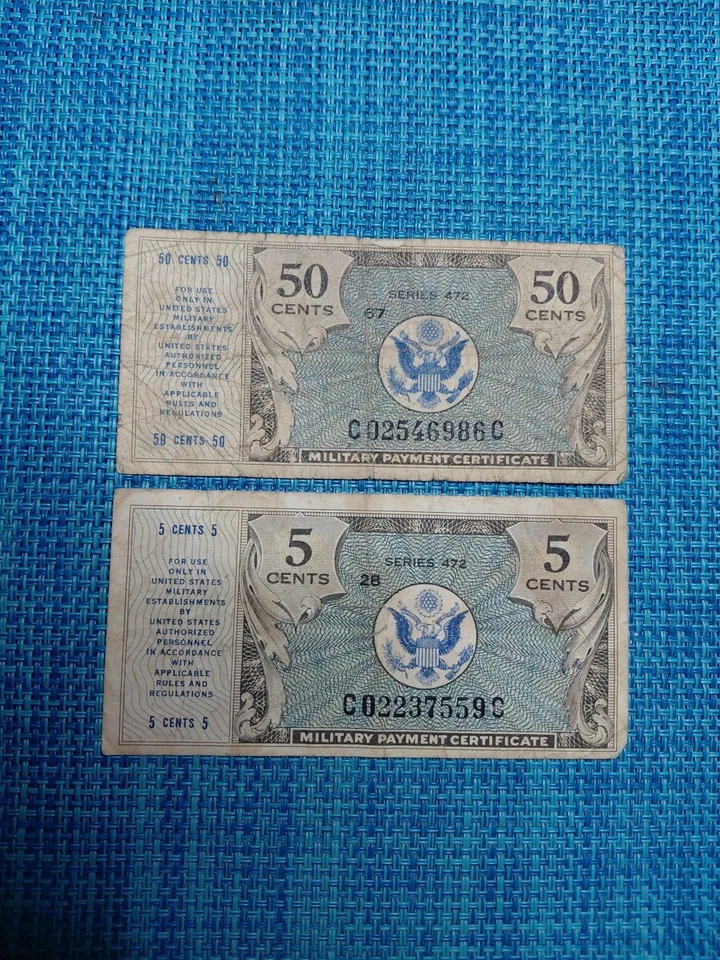 50 CENTS 50
FOR USE
ONLY IN
UNITED STATES
MILITARY
ESTABLISHMENTS
BY
UNITED STATES
AUTHORIZED
PERSONNEL
IN ACCORDANCE
WITH
APPLICABLE
RULES AND
REGULATIONS
50 CENTS 50
50
CENTS
SERIES 472
67
50
CENTS
C02546986C
MILITARY PAYMENT CERTIFICATE
5 CENTS 5
FOR USE
ONLY IN
UNITED STATES
MILITARY
ESTABLISHMENTS
BY
UNITED STATES
AUTHORIZED
PERSONNEL
IN ACCORDANCE
WITH
APPLICABLE
RULES AND
REGULATIONS
5 CENTS 5
5
CENTS
SERIES 472
28
5
CENTS
C02237559C
MILITARY PAYMENT CERTIFICATE